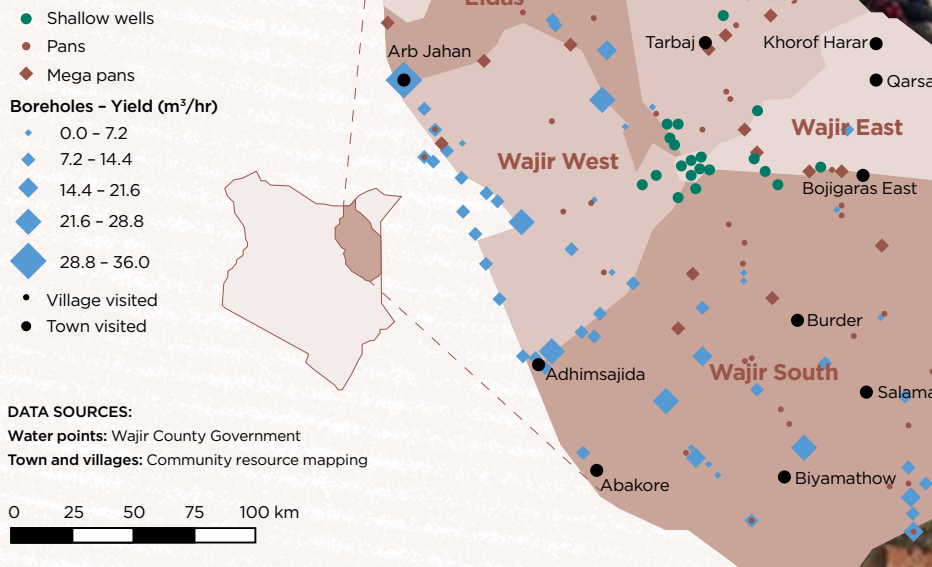 Shallow wells
Pans
Mega pans
Boreholes – Yield (m³/hr)
0.0 – 7.2
7.2 – 14.4
14.4 – 21.6
21.6 – 28.8
28.8 – 36.0
Village visited
Town visited
DATA SOURCES:
Water points: Wajir County Government
Town and villages: Community resource mapping
0 25 50 75 100 km
Arb Jahan
Tarbaj
Khorof Harar
Wajir East
Wajir West
Bojigaras East
Burder
Adhimsajida
Wajir South
Abakore
Biyamathow